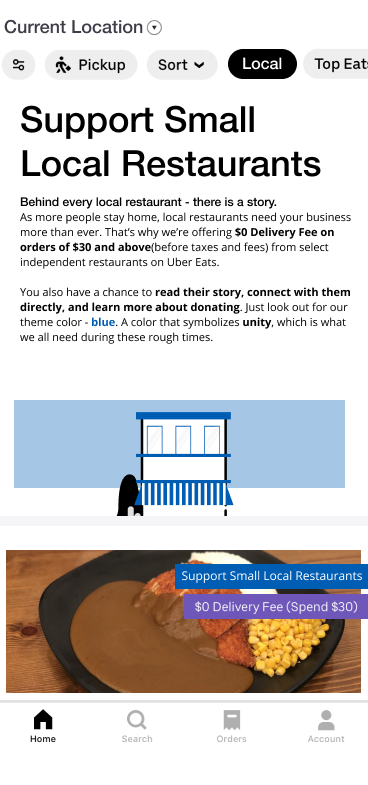 Current Location
Pickup
Sort
Local
Top Eats
Support Small
Local Restaurants
Behind every local restaurant - there is a story.
As more people stay home, local restaurants need your business
more than ever. That's why we're offering $0 Delivery Fee on
orders of $30 and above(before taxes and fees) from select
independent restaurants on Uber Eats.
You also have a chance to read their story, connect with them
directly, and learn more about donating. Just look out for our
theme color - blue. A color that symbolizes unity, which is what
we all need during these rough times.
Support Small Local Restaurants
$0 Delivery Fee (Spend $30)
Home
Search
Orders
Account